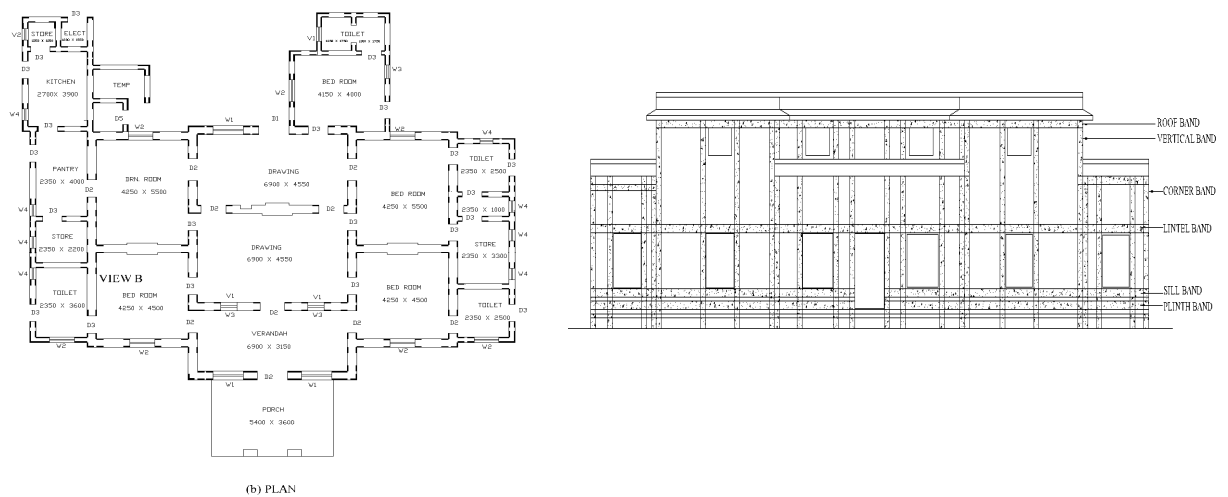 D3
STORE
ELECT
V2
D3
D3
KITCHEN
2700X 3900
TEMP
W4
D5
D3
W2
V1
TOILET
D3
W3
BED ROOM
4150 X 4000
W2
D3
W1
D1
D3
W2
W4
D3
PANTRY
2350 X 4000
D2
BRN ROOM
4250 X 5500
D2
DRAWING
6900 X 4550
D2
BED ROOM
4250 X 5500
D3
TOILET
2350 X 2500
D3
D3
2350 X 1800
W4
D3
W4
D3
D2
D2
D3
D3
D3
STORE
2350 X 2200
W4
DRAWING
6900 X 4550
STORE
2350 X 3300
W4
W4
VIEW B
TOILET
2350 X 3600
W4
BED ROOM
4250 X 4500
D3
D3
BED ROOM
4250 X 4500
TOILET
2350 X 2500
D3
V1
W3
D2
V1
W3
D3
D3
D2
VERANDAH
6900 X 3150
D2
D2
W2
W2
W2
W2
W1
D2
W1
PORCH
5400 X 3600
(b) PLAN
ROOF BAND
VERTICAL BAND
CORNER BAND
LINTEL BAND
SILL BAND
PLINTH BAND